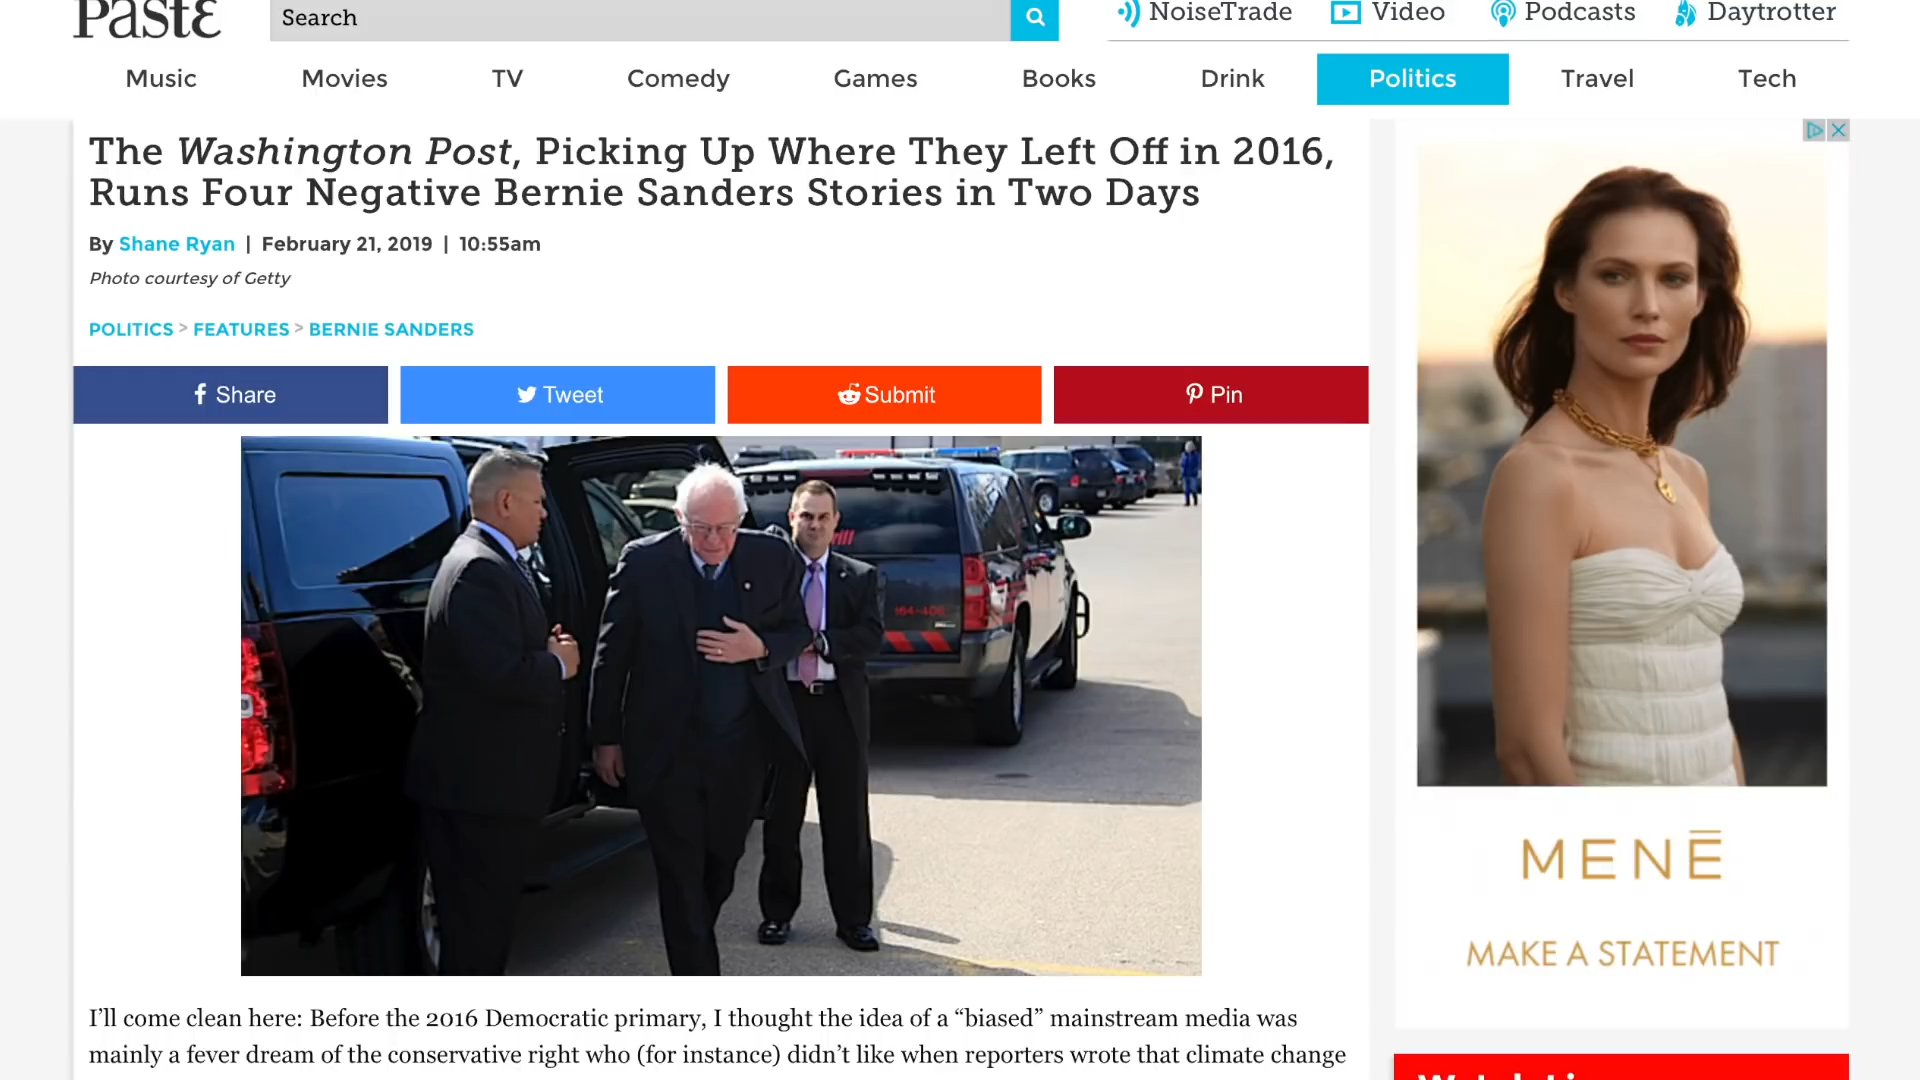 Paste
Search
NoiseTrade
Video
Podcasts
Daytrotter
Music
Movies
TV
Comedy
Games
Books
Drink
Politics
Travel
Tech
The Washington Post, Picking Up Where They Left Off in 2016,
Runs Four Negative Bernie Sanders Stories in Two Days
By Shane Ryan | February 21, 2019 | 10:55am
Photo courtesy of Getty
POLITICS > FEATURES > BERNIE SANDERS
Share
Tweet
Submit
Pin
164-406
I’ll come clean here: Before the 2016 Democratic primary, I thought the idea of a “biased” mainstream media was
mainly a fever dream of the conservative right who (for instance) didn’t like when reporters wrote that climate change
MENĒ
MAKE A STATEMENT